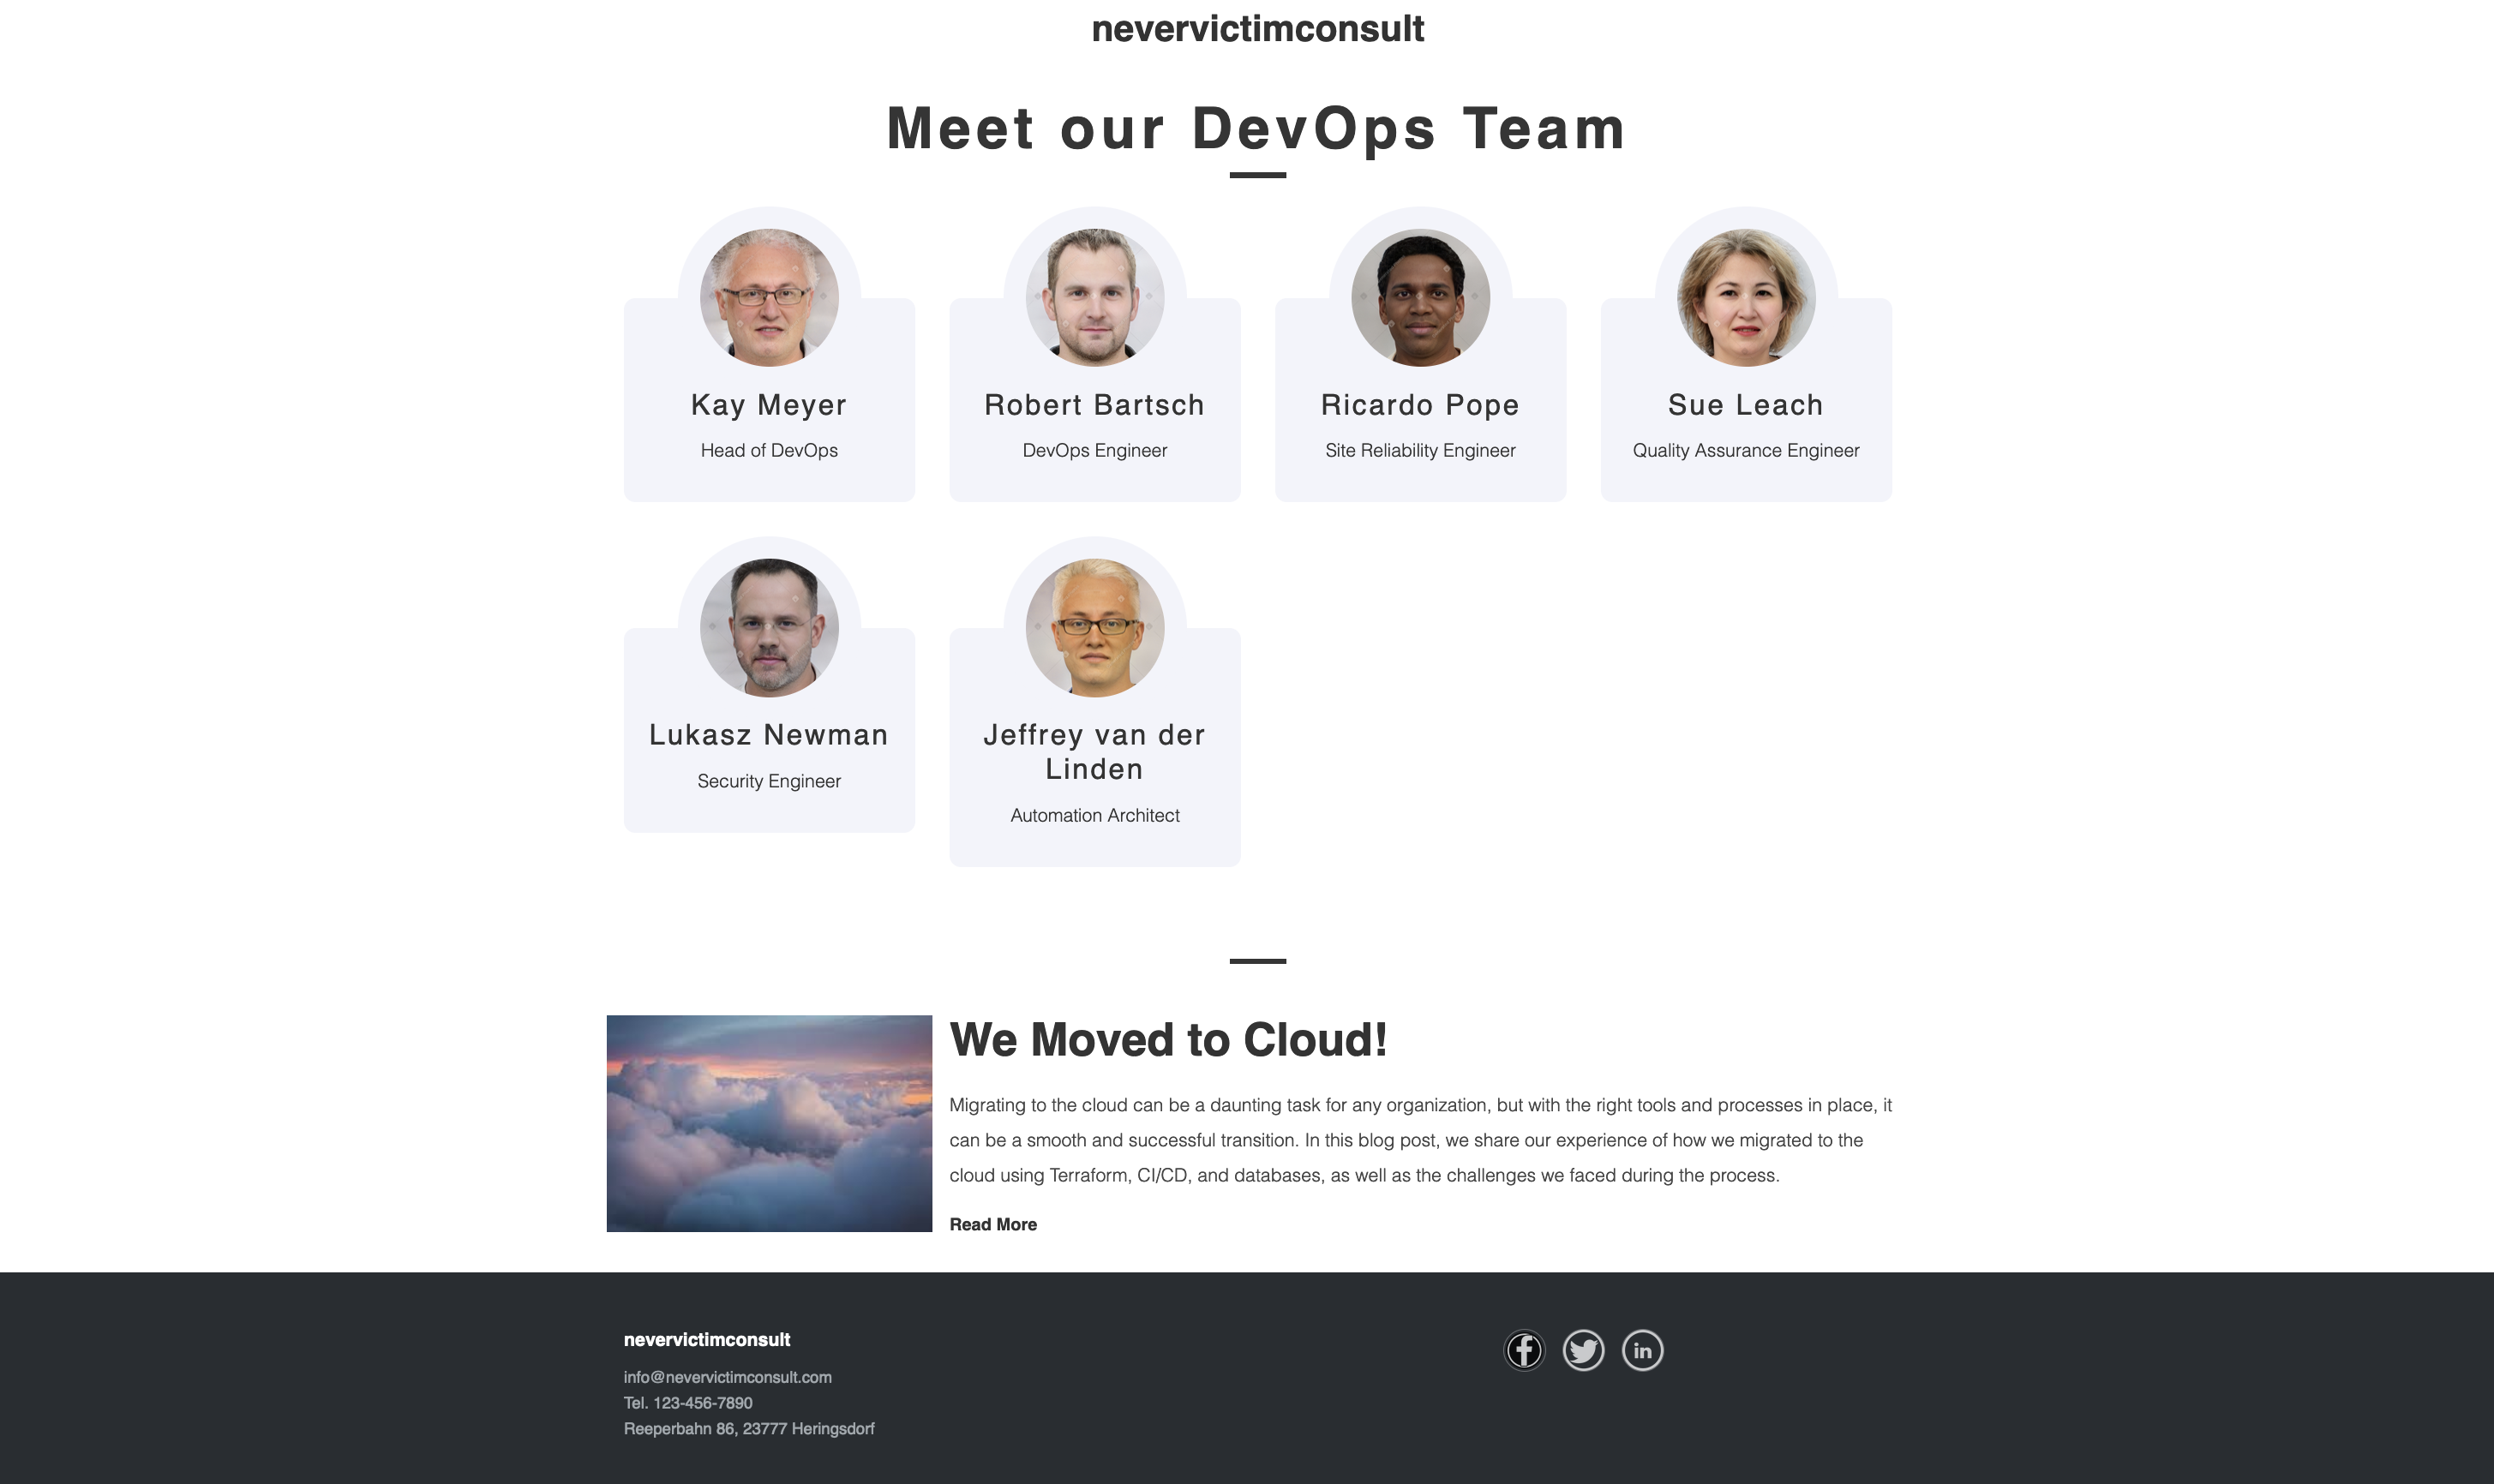 nevervictimconsult
Meet our DevOps Team
Kay Meyer
Head of DevOps
Robert Bartsch
DevOps Engineer
Ricardo Pope
Site Reliability Engineer
Sue Leach
Quality Assurance Engineer
Lukasz Newman
Security Engineer
Jeffrey van der
Linden
Automation Architect
We Moved to Cloud!
Migrating to the cloud can be a daunting task for any organization, but with the right tools and processes in place, it
can be a smooth and successful transition. In this blog post, we share our experience of how we migrated to the
cloud using Terraform, CI/CD, and databases, as well as the challenges we faced during the process.
Read More
nevervictimconsult
info@nevervictimconsult.com
Tel. 123-456-7890
Reeperbahn 86, 23777 Heringsdorf
f
in